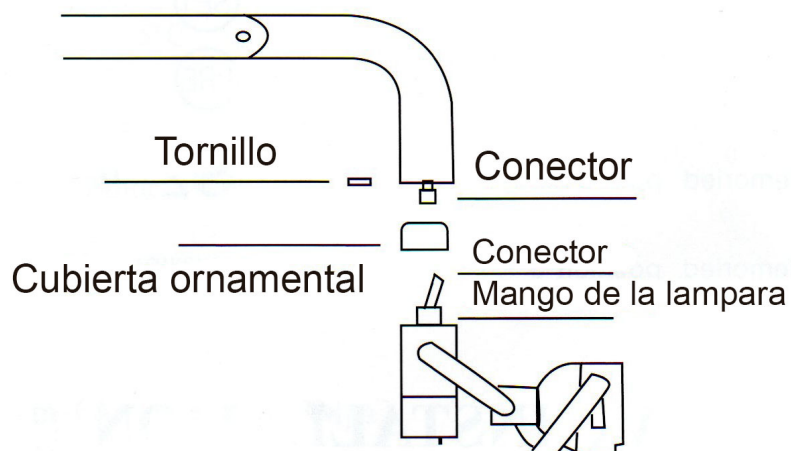 Tornillo
Conector
Conector
Cubierta ornamental
Mango de la lampara